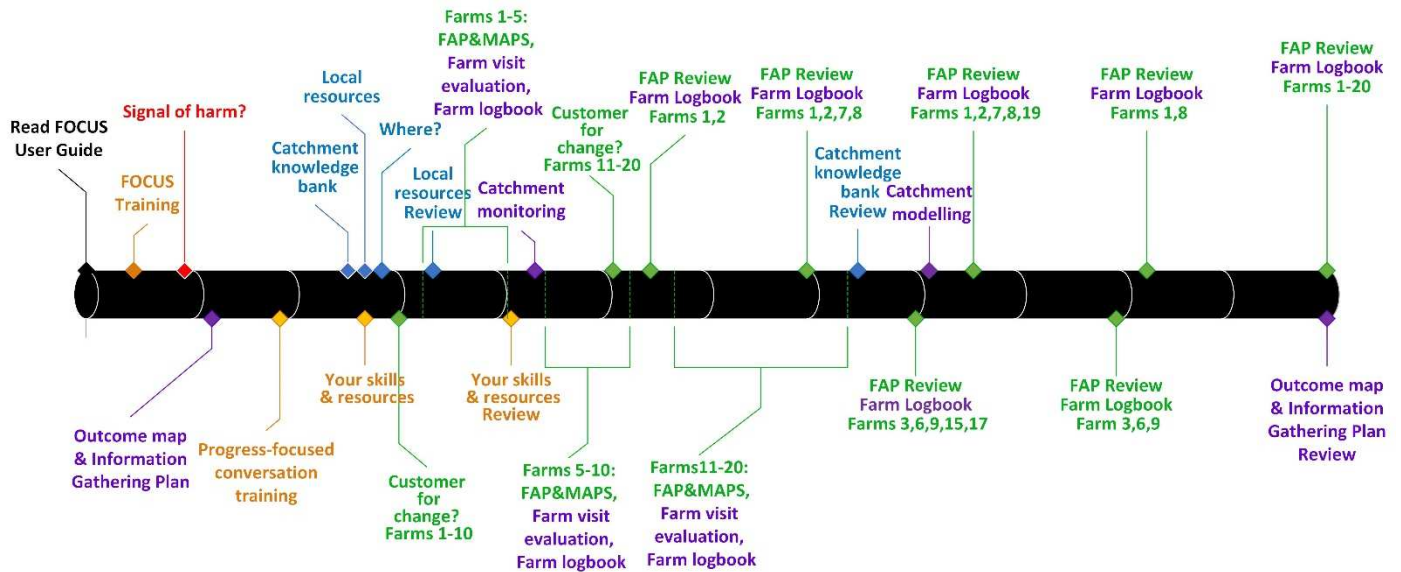 Read FOCUS
User Guide
FOCUS
Training
Signal of harm?
Catchment
knowledge
bank
Local
resources
Where?
Local
resources
Review
Farms 1-5:
FAP&MAPS,
Farm visit
evaluation,
Farm logbook
Catchment
monitoring
Customer
for
change?
Farms 11-20
FAP Review
Farm Logbook
Farms 1,2
FAP Review
Farm Logbook
Farms 1,2,7,8
Catchment
knowledge
bank
Review
Catchment
modelling
FAP Review
Farm Logbook
Farms 1,2,7,8,19
FAP Review
Farm Logbook
Farms 1,8
FAP Review
Farm Logbook
Farms 1-20
Outcome map
& Information
Gathering Plan
Progress-focused
conversation
training
Your skills
& resources
Customer
for
change?
Farms 1-10
Your skills
& resources
Review
Farms 5-10:
FAP&MAPS,
Farm visit
evaluation,
Farm logbook
Farms11-20:
FAP&MAPS,
Farm visit
evaluation,
Farm logbook
FAP Review
Farm Logbook
Farms 3,6,9,15,17
FAP Review
Farm Logbook
Farm 3,6,9
Outcome map
& Information
Gathering Plan
Review